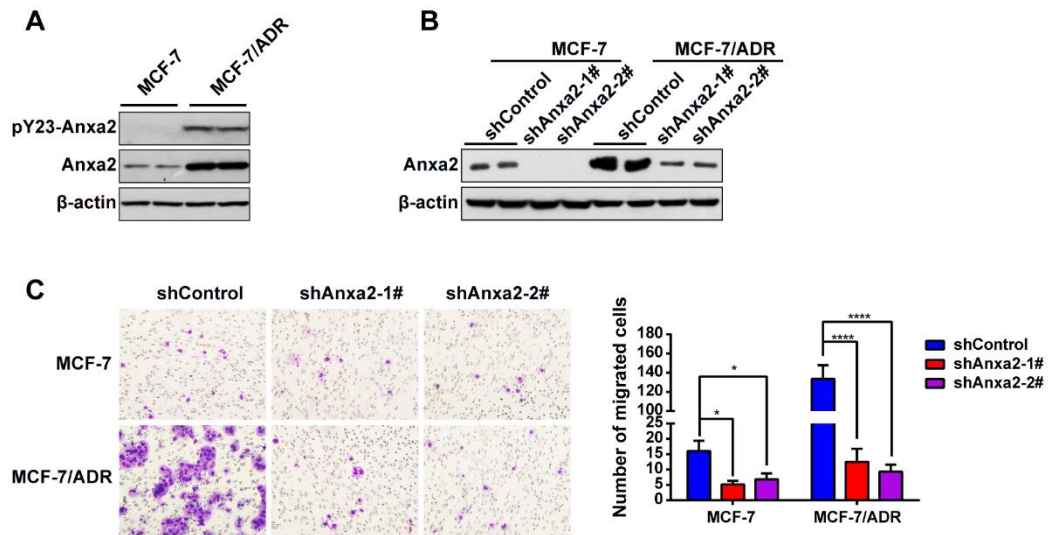 A
MCF-7
MCF-7/ADR
pY23-Anxa2
Anxa2
β-actin
B
MCF-7
MCF-7/ADR
shControl
shAnxa2-1#
shAnxa2-2#
shControl
shAnxa2-1#
shAnxa2-2#
Anxa2
β-actin
C
shControl
shAnxa2-1#
shAnxa2-2#
MCF-7
MCF-7/ADR
Number of migrated cells
180
160
140
120
100
25
20
15
10
5
0
*
*
****
****
MCF-7
MCF-7/ADR
shControl
shAnxa2-1#
shAnxa2-2#